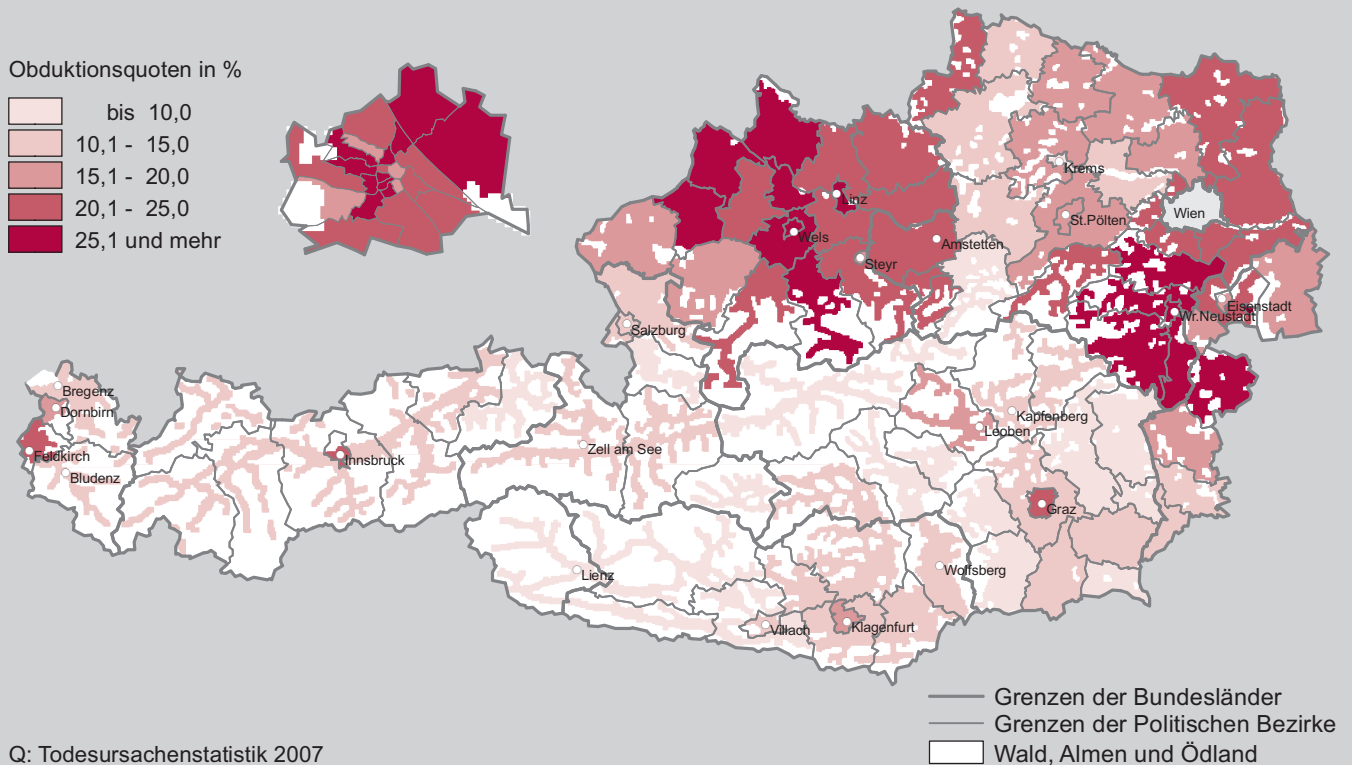 Obduktionsquoten in %
bis 10,0
10,1 - 15,0
15,1 - 20,0
20,1 - 25,0
25,1 und mehr
Krems
Linz
Wien
St.Pölten
Wels
Amstetten
Steyr
Eisenstadt
Wr.Neustadt
Salzburg
Bregenz
Dornbirn
Kapfenberg
Leoben
Zell am See
Feldkirch
Innsbruck
Bludenz
Graz
Wolfsberg
Lienz
Villach
Klagenfurt
Grenzen der Bundesländer
Grenzen der Politischen Bezirke
Wald, Almen und Ödland
Q: Todesursachenstatistik 2007